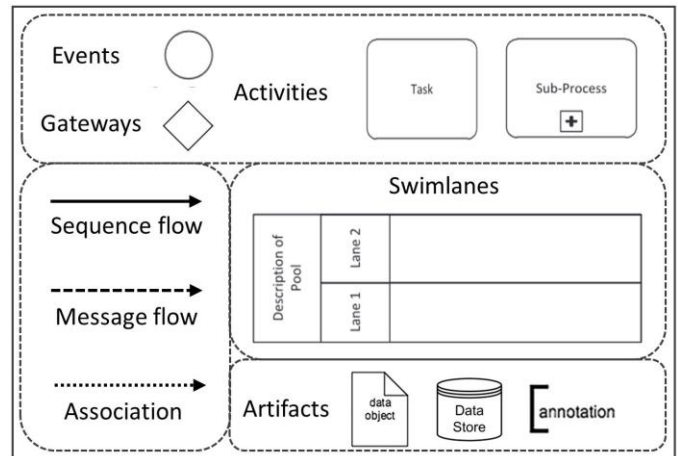 Events
Gateways
Activities
Task
Sub-Process
Sequence flow
Message flow
Association
Swimlanes
Description of
Pool
Lane 2
Lane 1
Artifacts
data
object
Data
Store
annotation